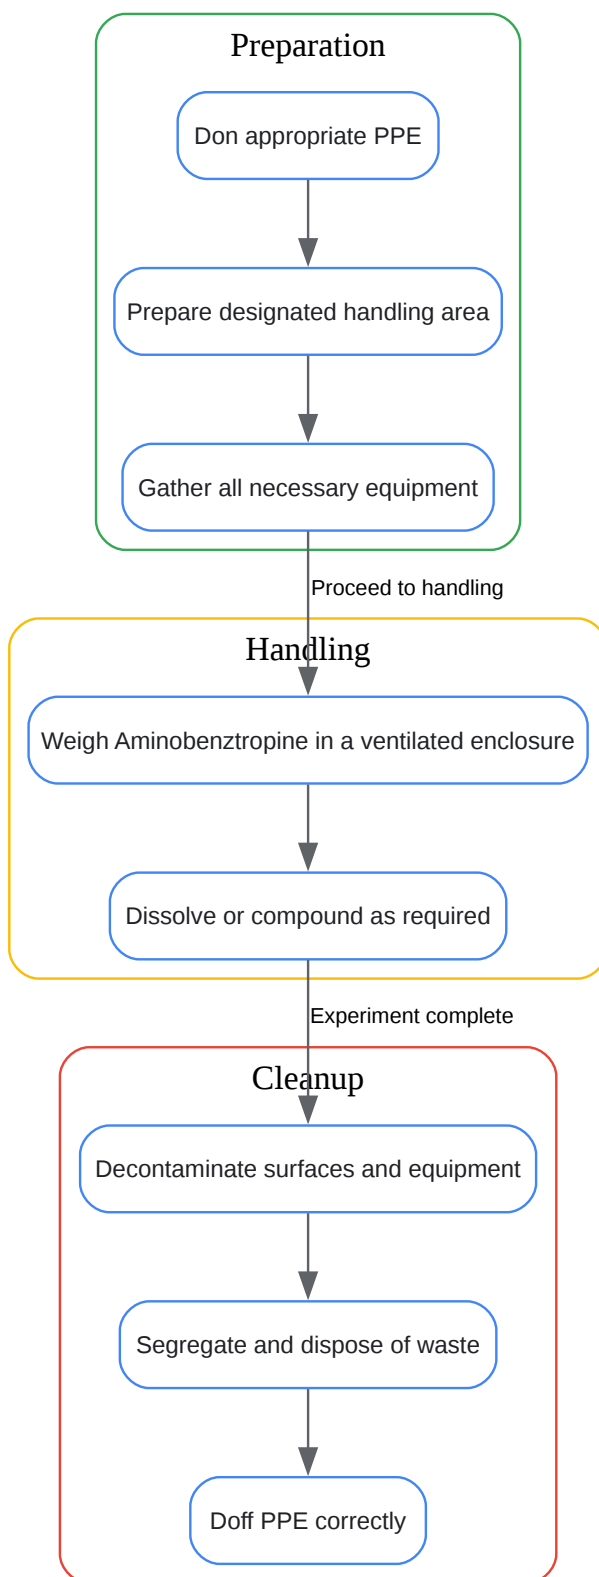 Preparation
Don appropriate PPE
Prepare designated handling area
Gather all necessary equipment
Proceed to handling
Handling
Weigh Aminobenztropine in a ventilated enclosure
Dissolve or compound as required
Experiment complete
Cleanup
Decontaminate surfaces and equipment
Segregate and dispose of waste
Doff PPE correctly